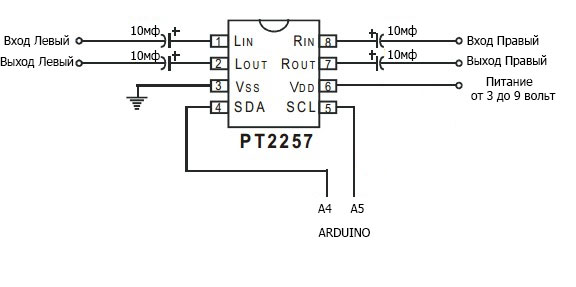 10мф +
+ 10мф
Вход Левый
1 LIN
RIN 8
Вход Правый
10мф +
+ 10мф
Выход Левый
2 LOUT
ROUT 7
Выход Правый
3 VSS
VDD 6
Питание
от 3 до 9 вольт
4 SDA
SCL 5
PT2257
A4 A5
ARDUINO